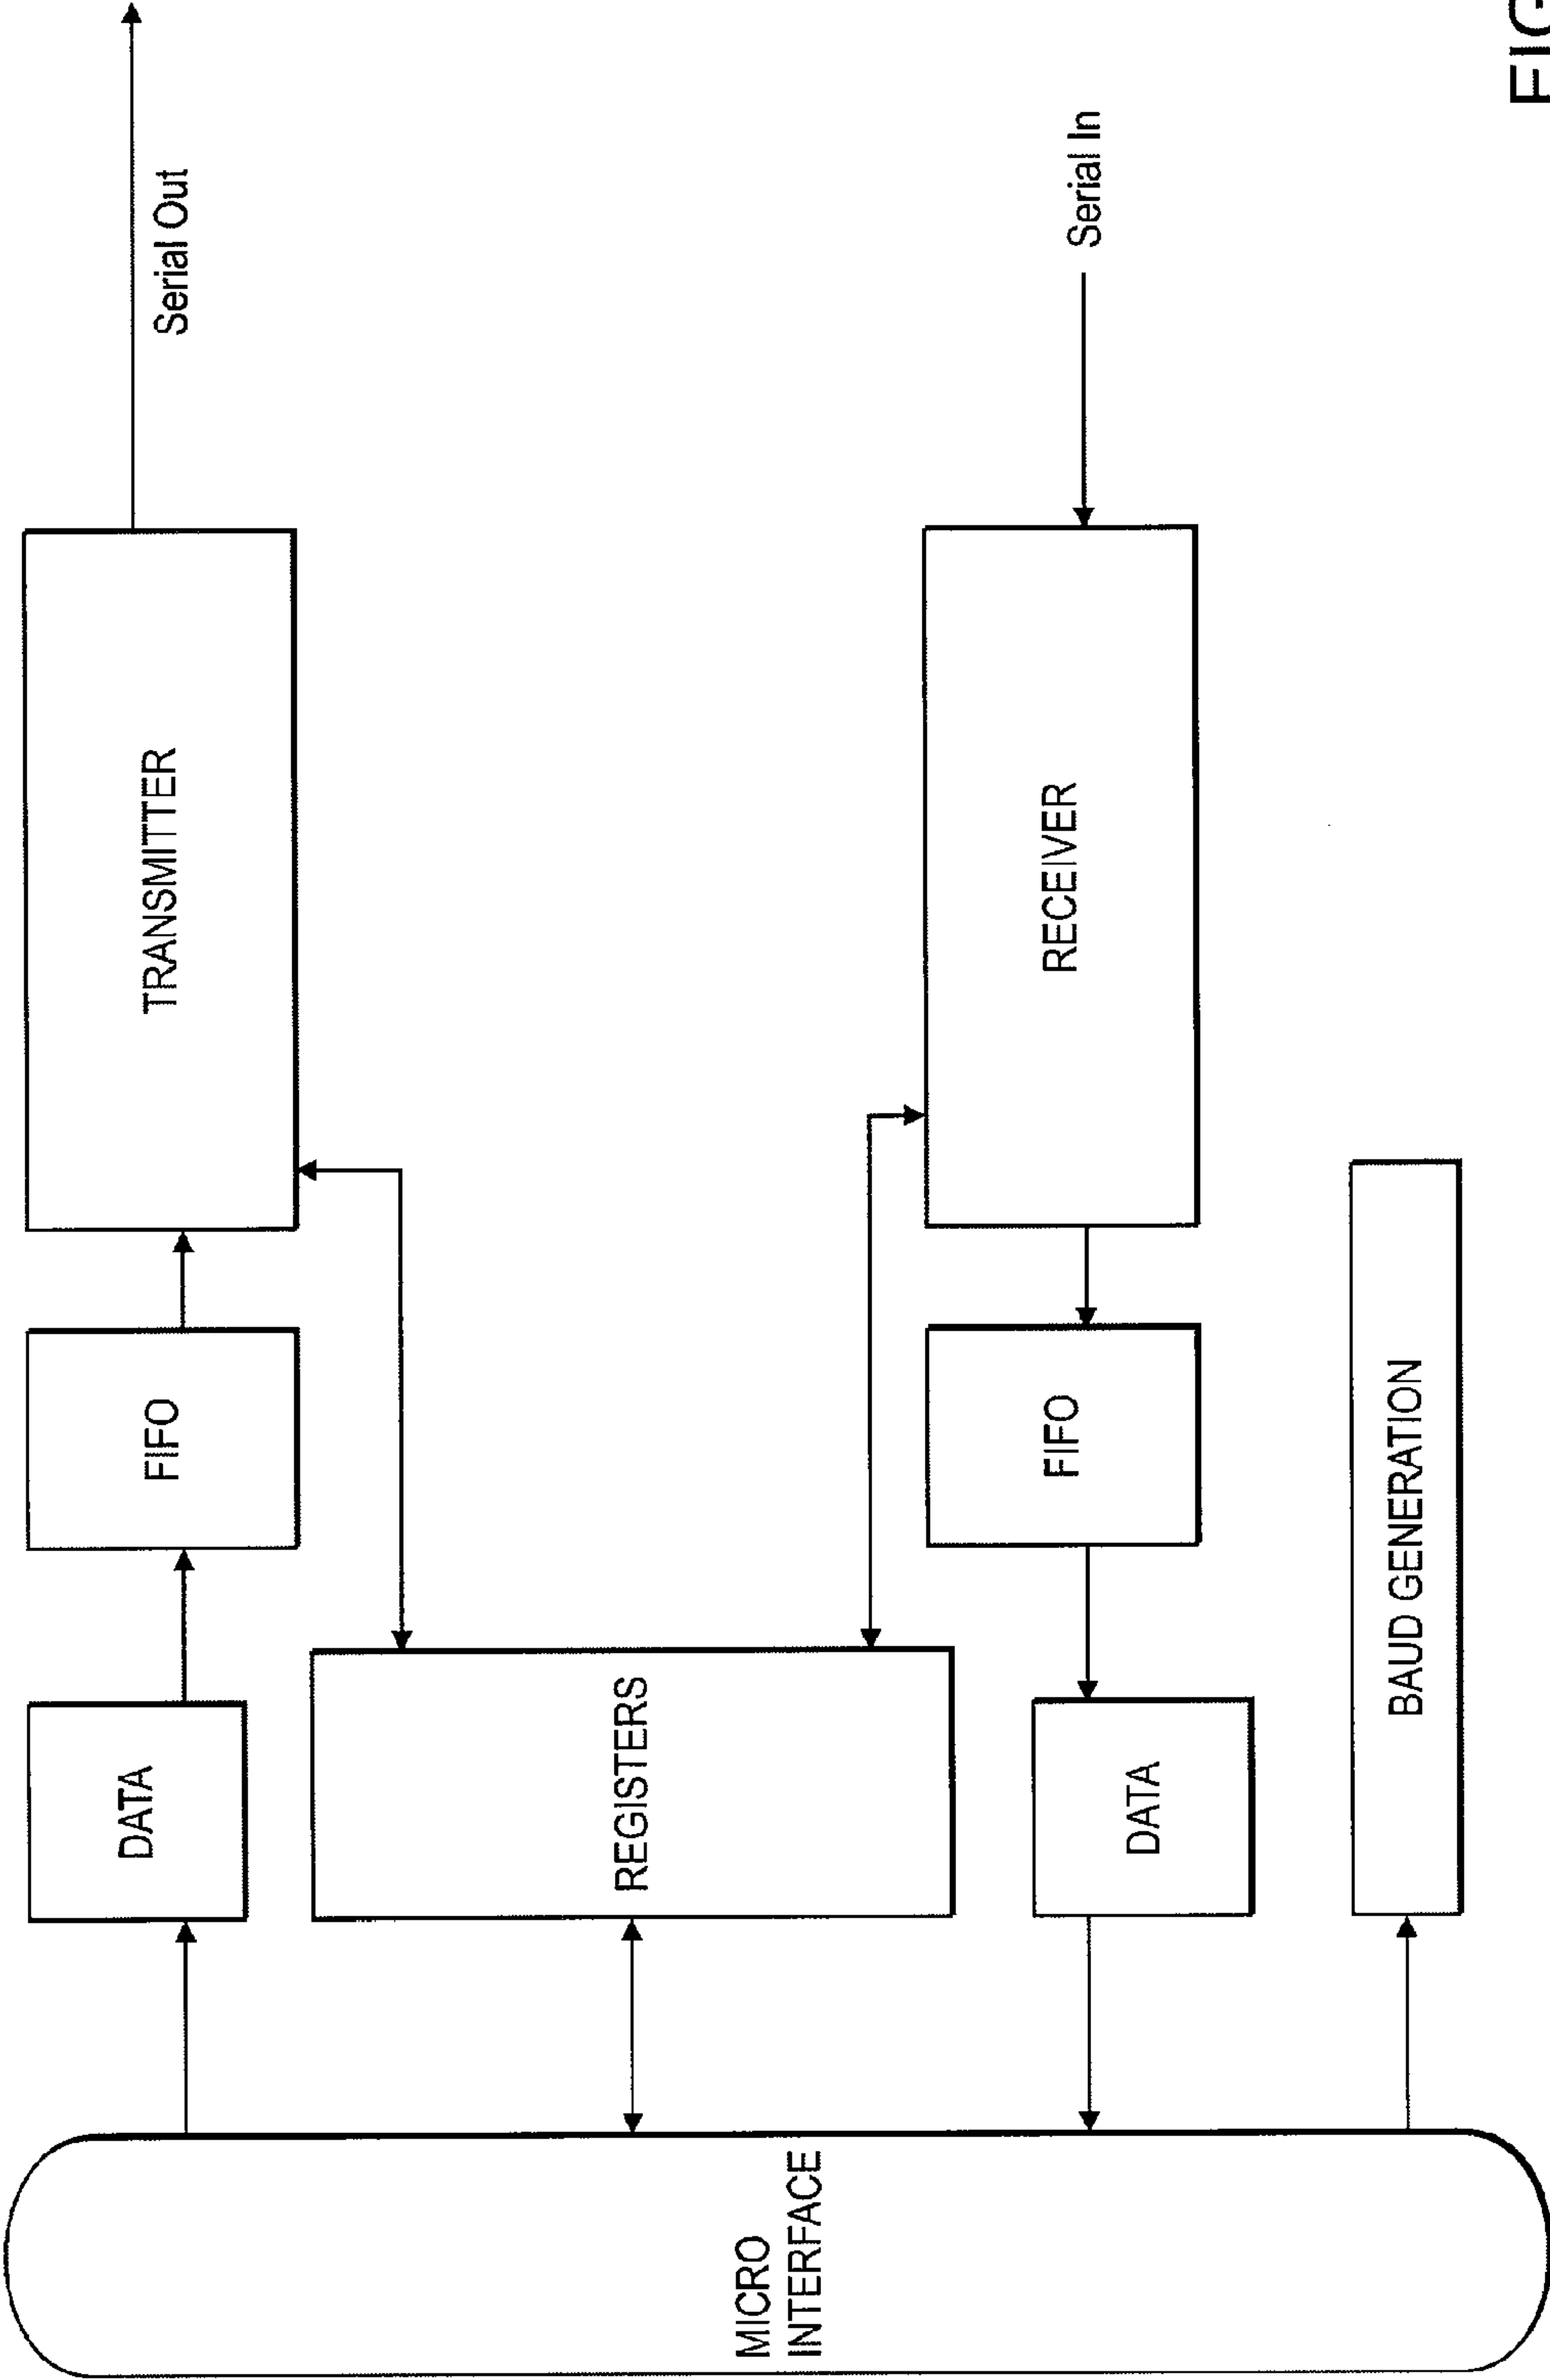 Serial Out
TRANSMITTER
FIFO
DATA
REGISTERS
MICRO
INTERFACE
Serial In
RECEIVER
FIFO
DATA
BAUD GENERATION